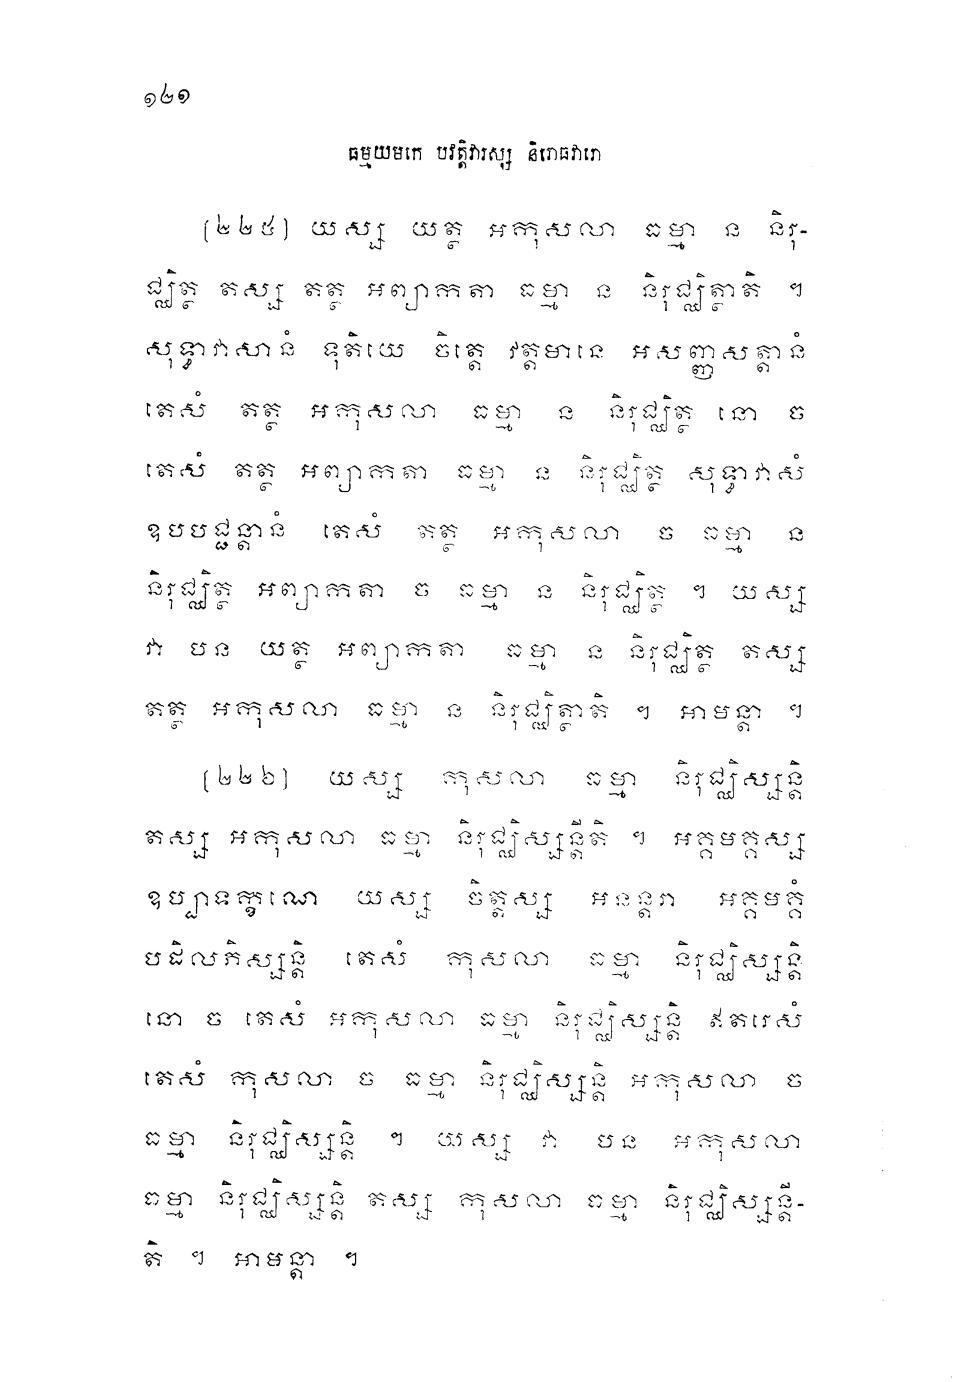 ១២១
ធម្មយមកេ បវត្តិវារស្ស និរោធវារោ
(២២៥) យស្ស យត្ថ អកុសលា ធម្មា ន និរុ-
ជ្ឈិត្ថ តស្ស តត្ថ អព្យាកតា ធម្មា ន និរុជ្ឈិត្ថាតិ ។
សុទ្ធាវាសានំ ទុតិយេ ចិត្តេ វត្តមានេ អសញ្ញសត្តានំ
តេសំ តត្ថ អកុសលា ធម្មា ន និរុជ្ឈិត្ថ នោ ច
តេសំ តត្ថ អព្យាកតា ធម្មា ន និរុជ្ឈិត្ថ សុទ្ធាវាសំ
ឧបបជ្ជន្តានំ តេសំ តត្ថ អកុសលា ច ធម្មា ន
និរុជ្ឈិត្ថ អព្យាកតា ច ធម្មា ន និរុជ្ឈិត្ថ ។ យស្ស
វា បន យត្ថ អព្យាកតា ធម្មា ន និរុជ្ឈិត្ថ តស្ស
តត្ថ អកុសលា ធម្មា ន និរុជ្ឈិត្ថាតិ ។ អាមន្តា ។
(២២៦) យស្ស កុសលា ធម្មា និរុជ្ឈិស្សន្តិ
តស្ស អកុសលា ធម្មា និរុជ្ឈិស្សន្តីតិ ។ អគ្គមគ្គស្ស
ឧប្បាទក្ខណេ យស្ស ចិត្តស្ស អនន្តរា អគ្គមគ្គំ
បដិលភិស្សន្តិ តេសំ កុសលា ធម្មា និរុជ្ឈិស្សន្តិ
នោ ច តេសំ អកុសលា ធម្មា និរុជ្ឈិស្សន្តិ ឥតរេសំ
តេសំ កុសលា ច ធម្មា និរុជ្ឈិស្សន្តិ អកុសលា ច
ធម្មា និរុជ្ឈិស្សន្តិ ។ យស្ស វា បន អកុសលា
ធម្មា និរុជ្ឈិស្សន្តិ តស្ស កុសលា ធម្មា និរុជ្ឈិស្សន្តី-
តិ ។ អាមន្តា ។